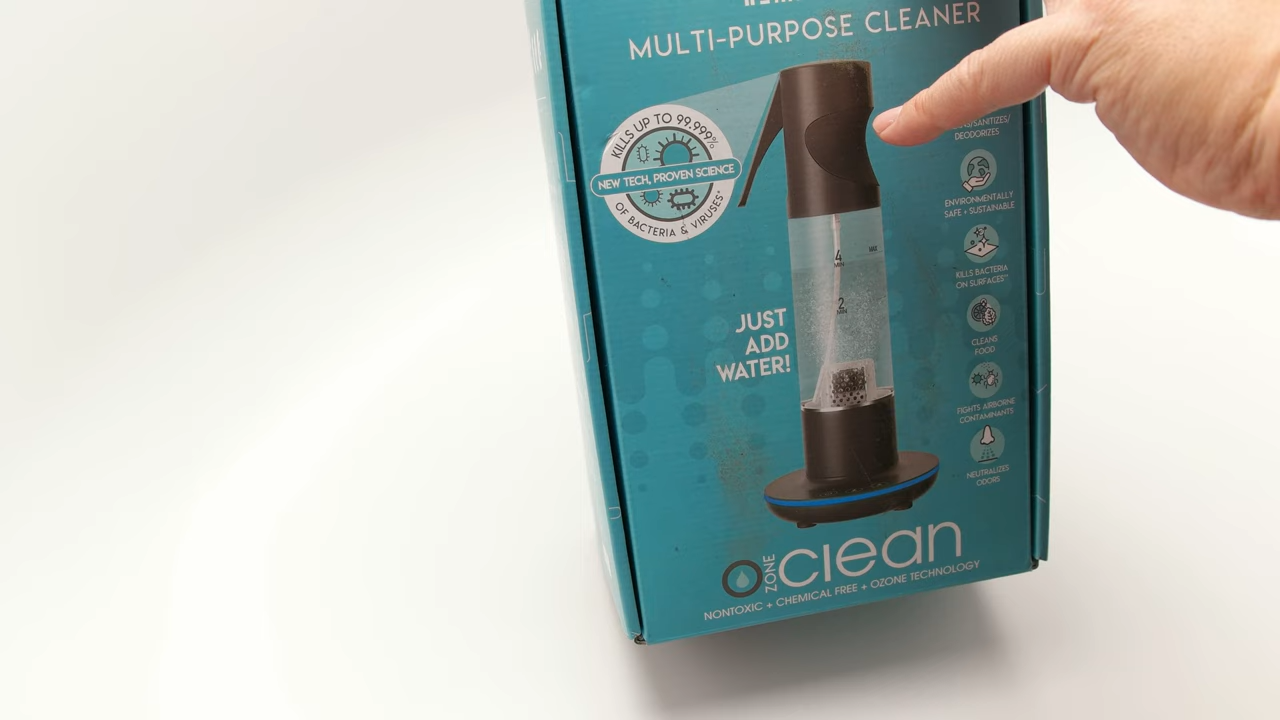 MULTI-PURPOSE CLEANER
KILLS UP TO 99.999%
NEW TECH, PROVEN SCIENCE
OF BACTERIA & VIRUSES*
SANITIZES/
DEODORIZES
ENVIRONMENTALLY
SAFE + SUSTAINABLE
4
MIN
MAX
2
MIN
KILLS BACTERIA
ON SURFACES**
JUST
ADD
WATER!
CLEANS
FOOD
FIGHTS AIRBORNE
CONTAMINANTS
NEUTRALIZES
ODORS
OZONE clean
NONTOXIC + CHEMICAL FREE + OZONE TECHNOLOGY